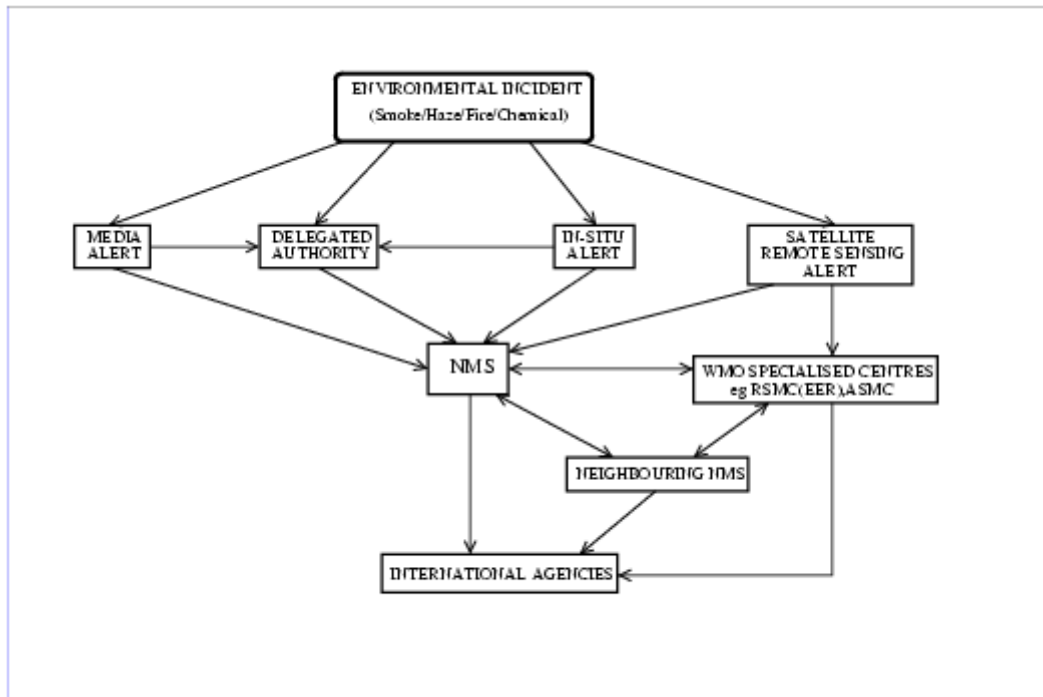 ENVIRONMENTAL INCIDENT
(Smoke/Haze/Fire/Chemical)
MEDIA
ALERT
DELEGATED
AUTHORITY
IN-SITU
ALERT
SATELLITE
REMOTE SENSING
ALERT
NMS
WMO SPECIALISED CENTRES
eg RSMC(EER),ASMC
NEIGHBOURING NMS
INTERNATIONAL AGENCIES